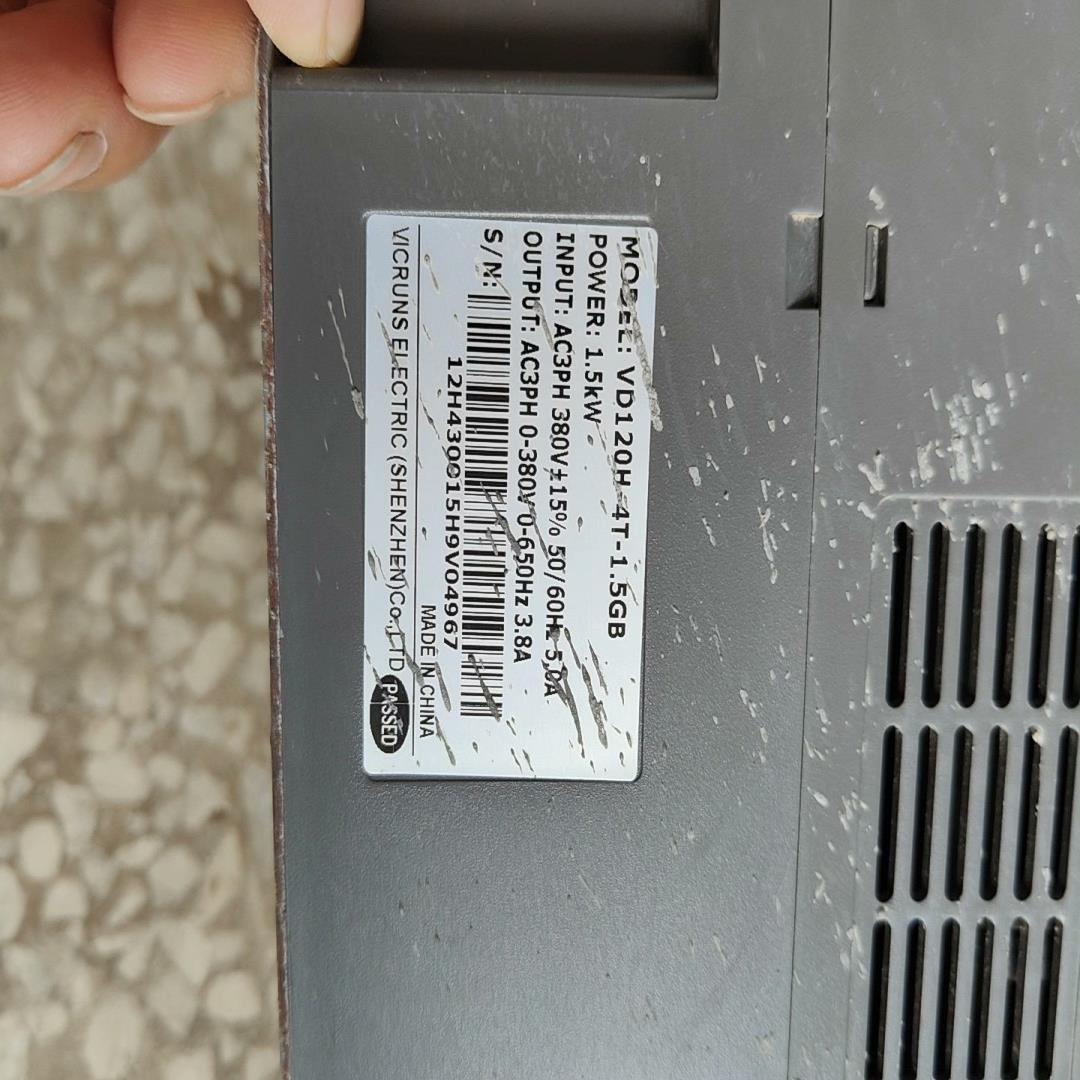 MODEL: VD120H-4T-1.5GB
POWER: 1.5kW
INPUT: AC3PH 380V±15% 50/60Hz 5.0A
OUTPUT: AC3PH 0-380V 0-650Hz 3.8A
S/N:
12H430015H9V04967
MADE IN CHINA
VICRUNS ELECTRIC (SHENZHEN)Co.,LTD PASSED